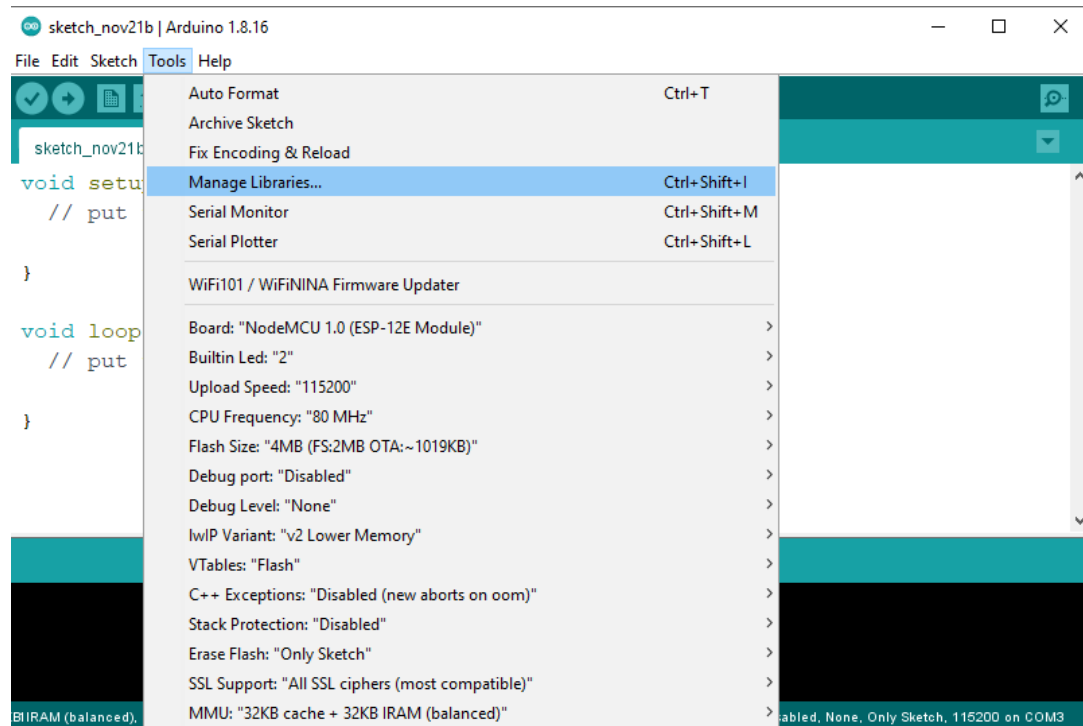 sketch_nov21b | Arduino 1.8.16
File Edit Sketch Tools Help
Auto Format Ctrl+T
Archive Sketch
sketch_nov21b
Fix Encoding & Reload
void setu
Manage Libraries... Ctrl+Shift+I
// put
Serial Monitor Ctrl+Shift+M
Serial Plotter Ctrl+Shift+L
}
WiFi101 / WiFiNINA Firmware Updater
void loop
Board: "NodeMCU 1.0 (ESP-12E Module)"
// put
Builtin Led: "2"
Upload Speed: "115200"
}
CPU Frequency: "80 MHz"
Flash Size: "4MB (FS:2MB OTA:~1019KB)"
Debug port: "Disabled"
Debug Level: "None"
IwIP Variant: "v2 Lower Memory"
VTables: "Flash"
C++ Exceptions: "Disabled (new aborts on oom)"
Stack Protection: "Disabled"
Erase Flash: "Only Sketch"
SSL Support: "All SSL ciphers (most compatible)"
MMU: "32KB cache + 32KB IRAM (balanced)"
IRAM (balanced), abled, None, Only Sketch, 115200 on COM3